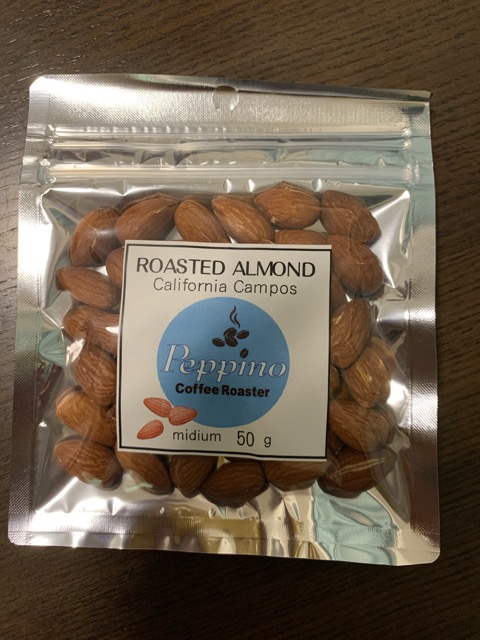 ROASTED ALMOND
California Campos
Peppino
Coffee Roaster
midium 50 g